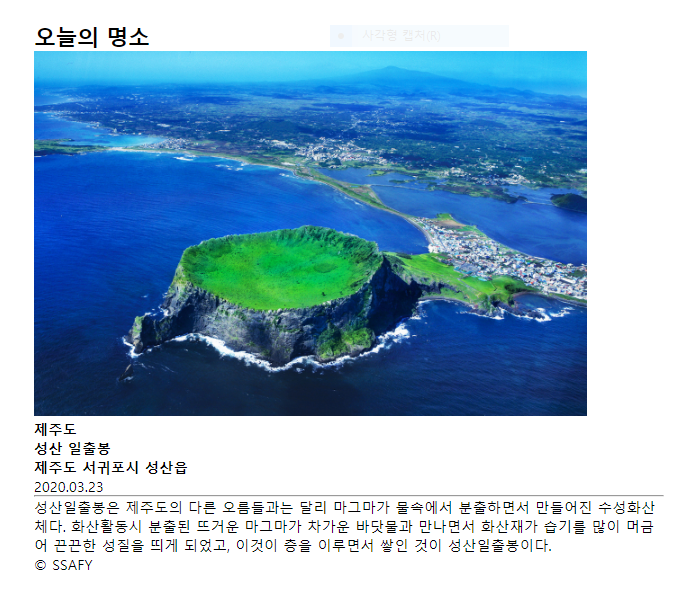 오늘의 명소
사각형 캡처(R)
제주도
성산 일출봉
제주도 서귀포시 성산읍
2020.03.23
성산일출봉은 제주도의 다른 오름들과는 달리 마그마가 물속에서 분출하면서 만들어진 수성화산
체다. 화산활동시 분출된 뜨거운 마그마가 차가운 바닷물과 만나면서 화산재가 습기를 많이 머금
어 끈끈한 성질을 띄게 되었고, 이것이 층을 이루면서 쌓인 것이 성산일출봉이다.
© SSAFY